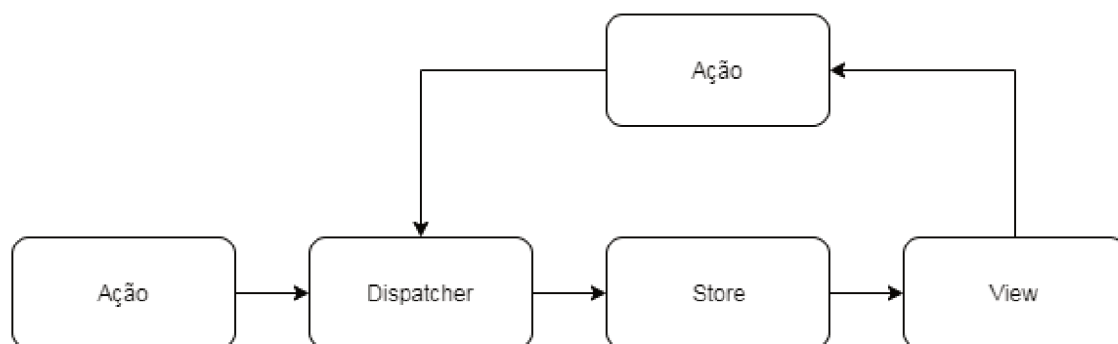 Ação
Ação
Dispatcher
Store
View